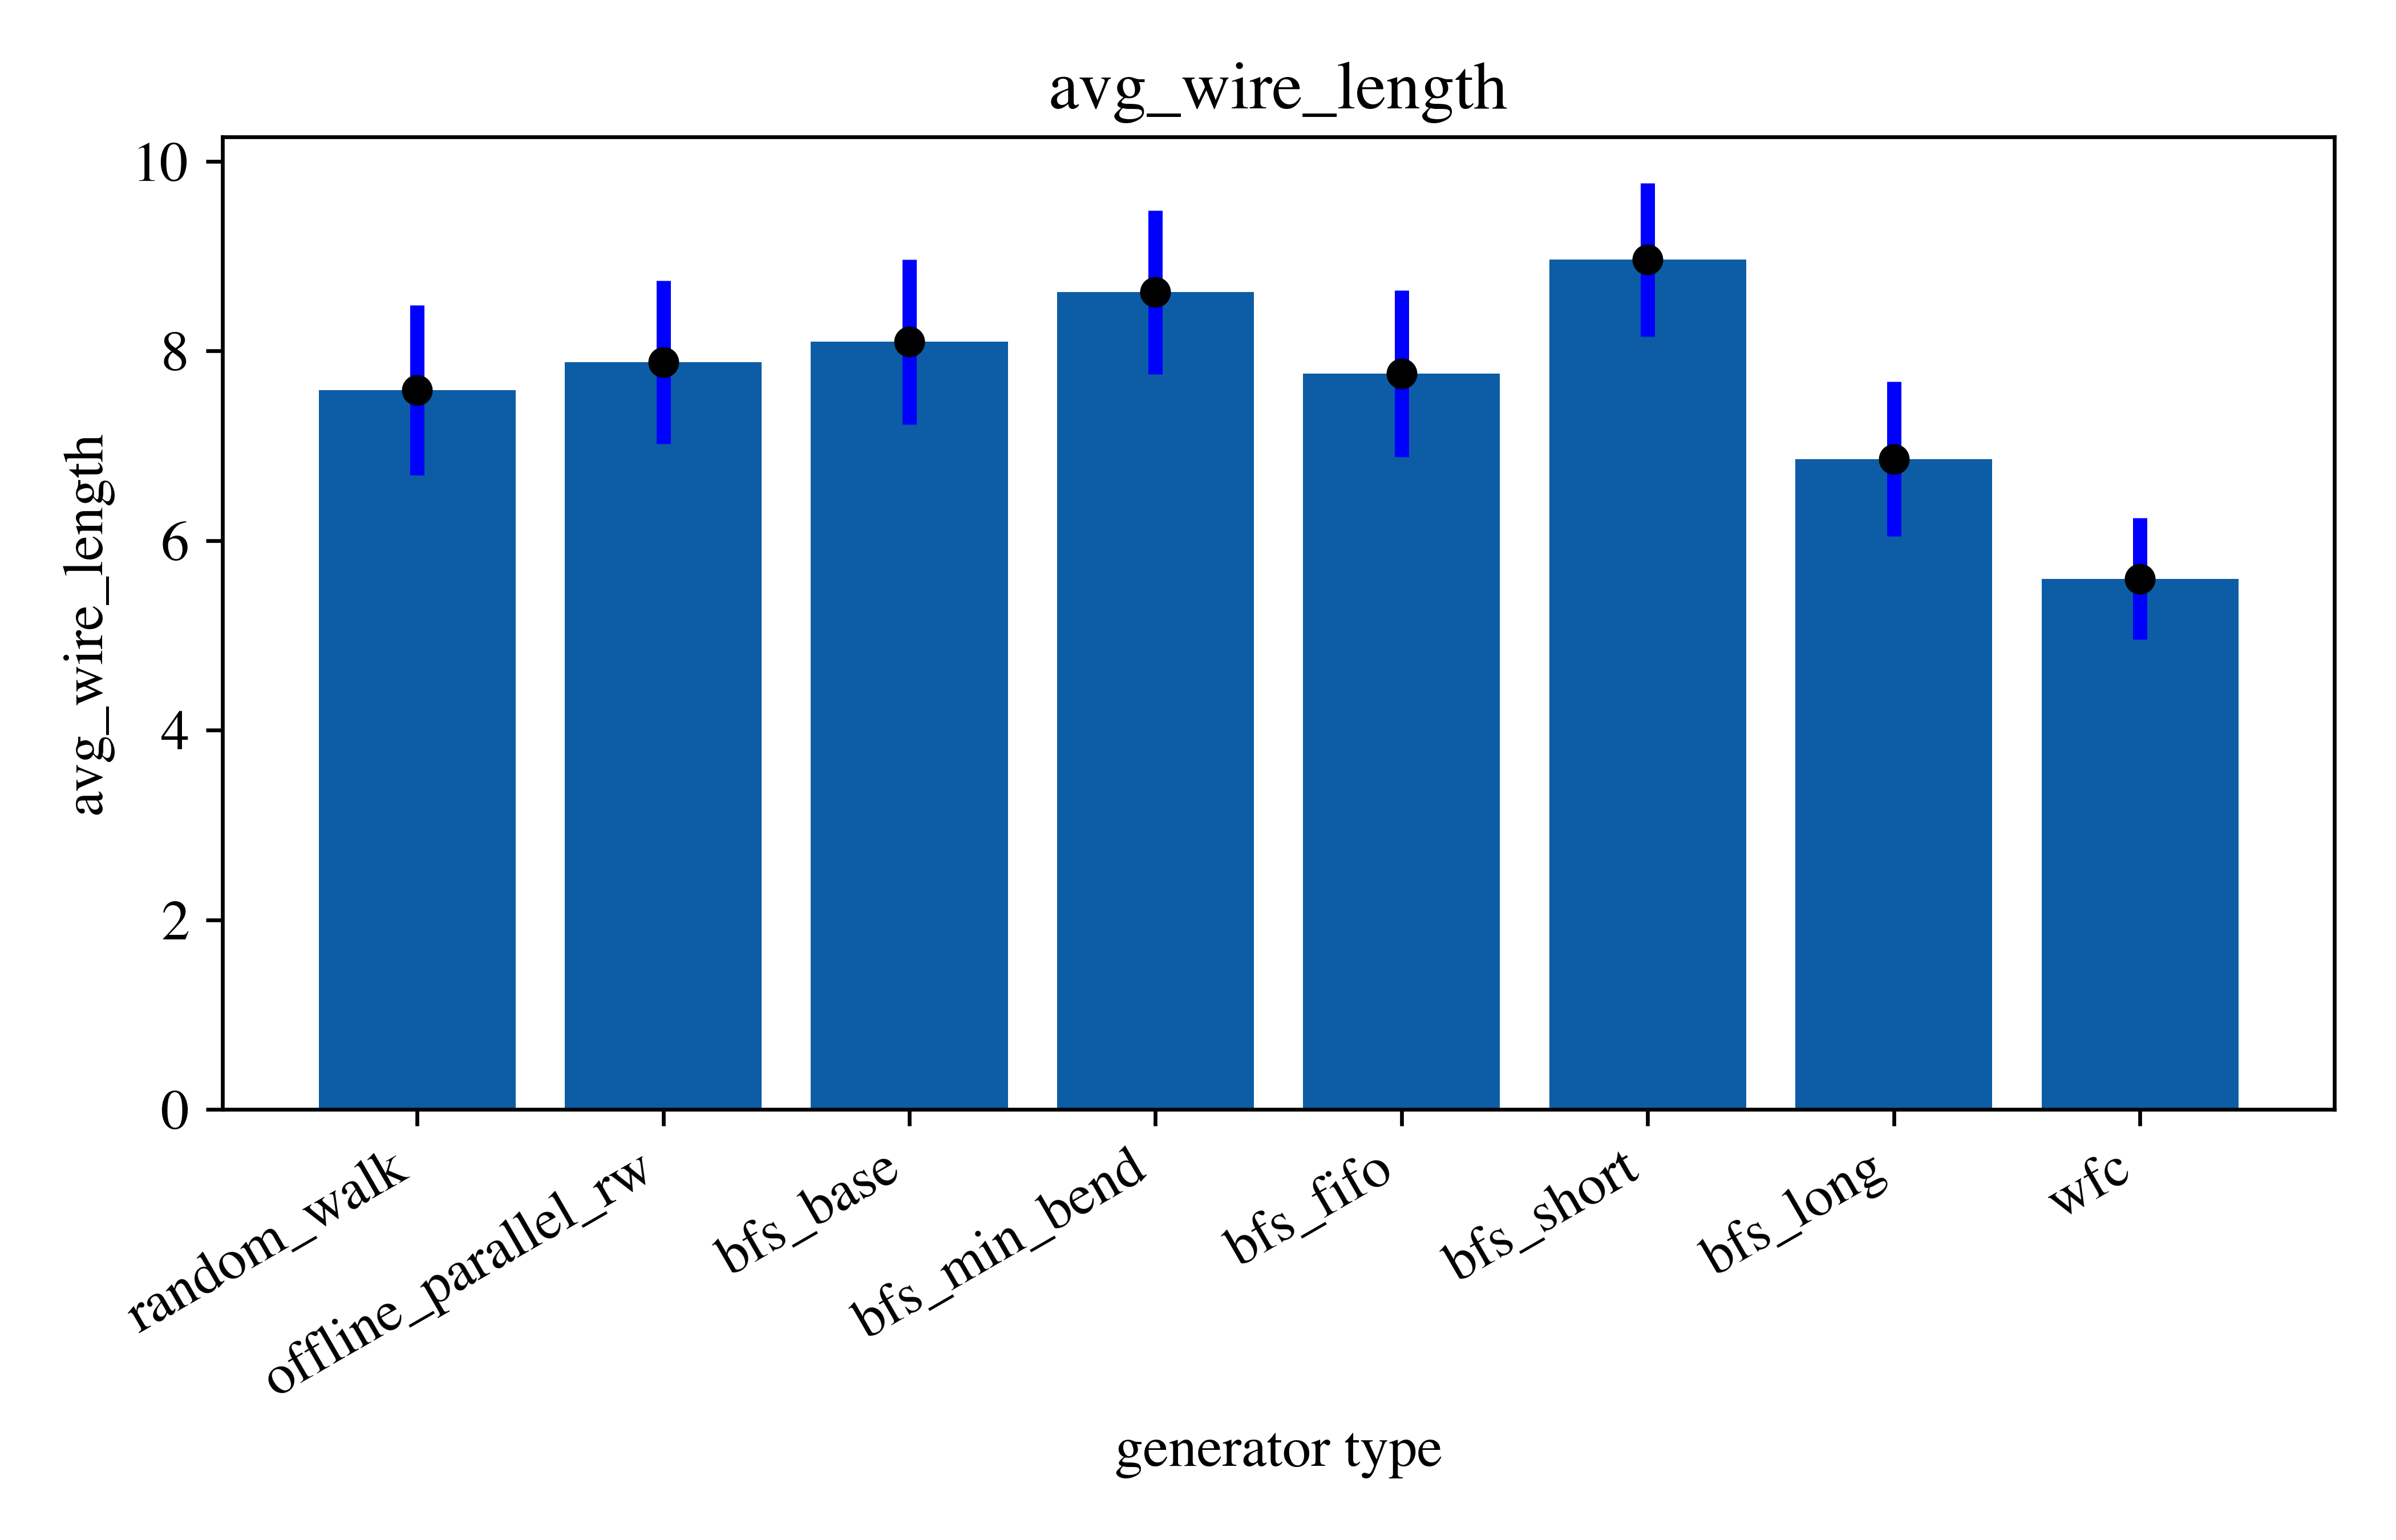 avg_wire_length
avg_wire_length
10
8
6
4
2
0
random_walk
offline_parallel_rw
bfs_base
bfs_min_bend
bfs_fifo
bfs_short
bfs_long
wfc
generator type